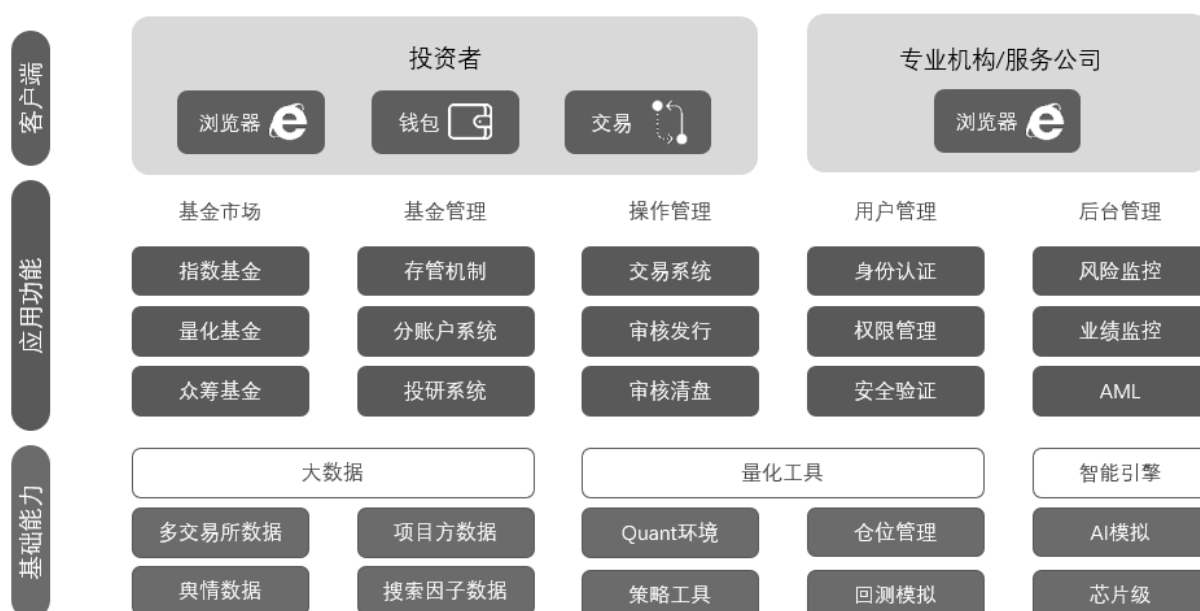 客户端
投资者
浏览器
钱包
交易
专业机构/服务公司
浏览器
应用功能
基金市场
基金管理
操作管理
用户管理
后台管理
指数基金
存管机制
交易系统
身份认证
风险监控
量化基金
分账户系统
审核发行
权限管理
业绩监控
众筹基金
投研系统
审核清盘
安全验证
AML
基础能力
大数据
量化工具
智能引擎
多交易所数据
项目方数据
Quant环境
仓位管理
AI模拟
舆情数据
搜索因子数据
策略工具
回测模拟
芯片级